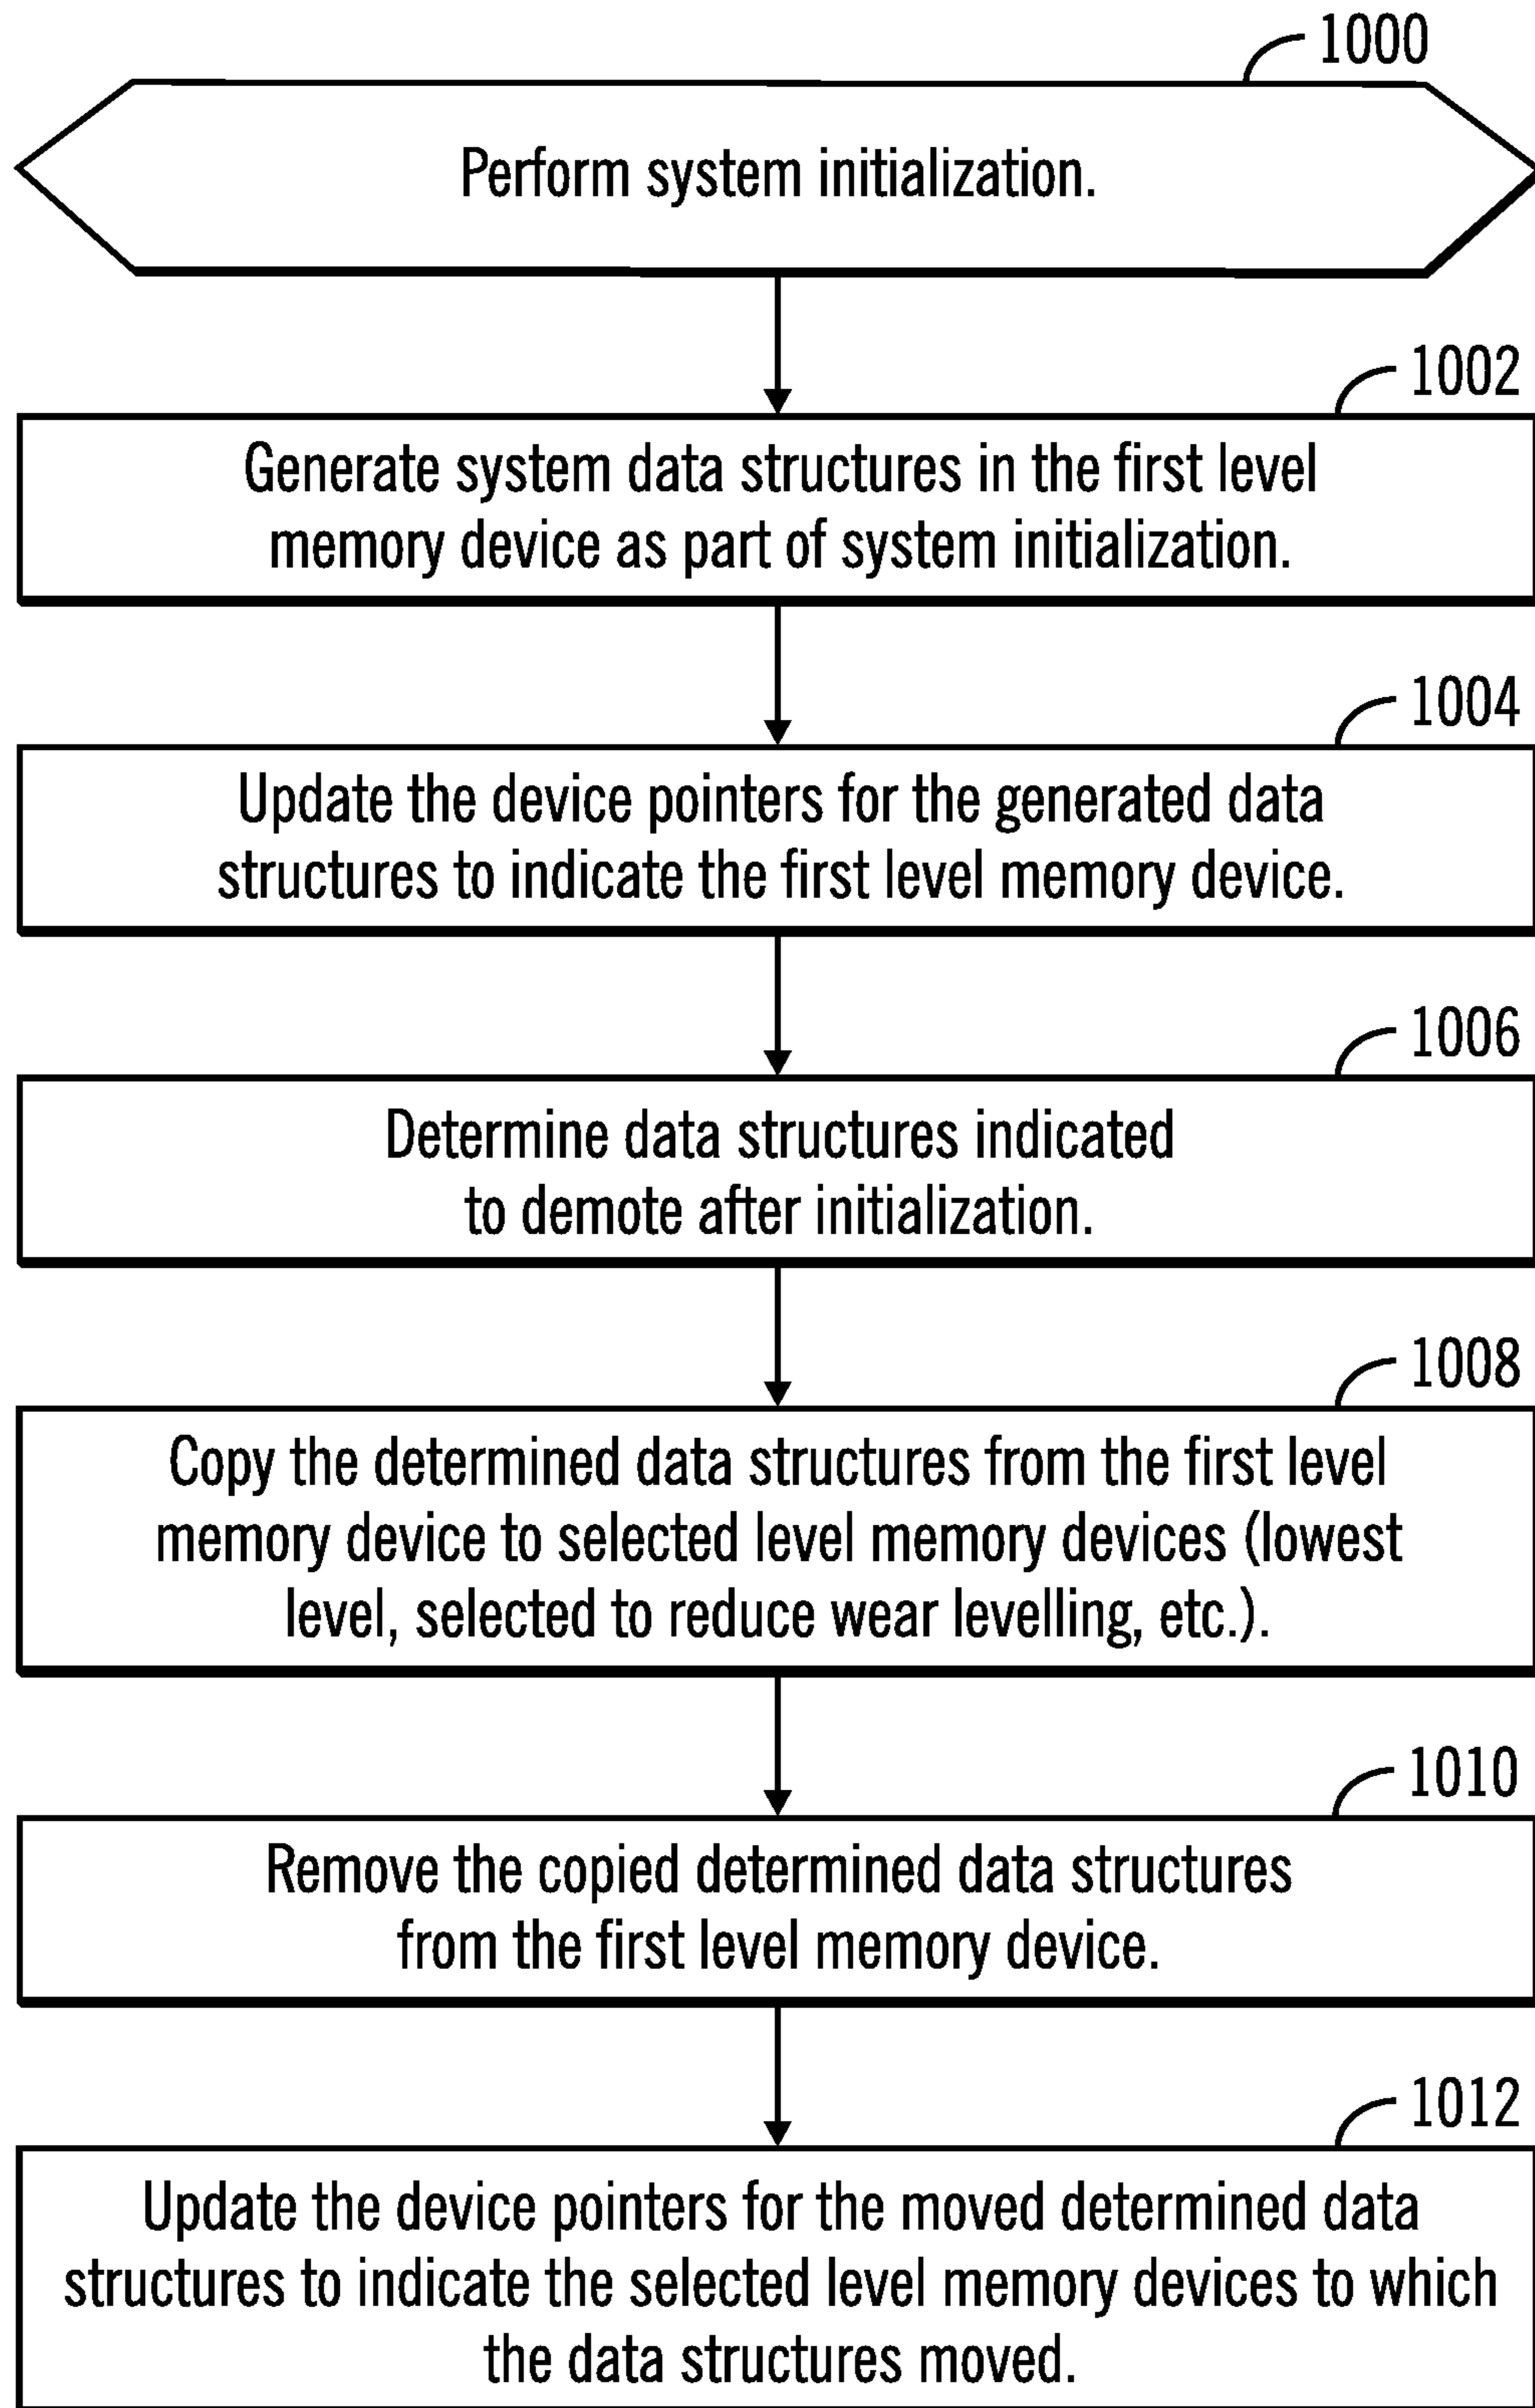 1000
Perform system initialization.
1002
Generate system data structures in the first level
memory device as part of system initialization.
1004
Update the device pointers for the generated data
structures to indicate the first level memory device.
1006
Determine data structures indicated
to demote after initialization.
1008
Copy the determined data structures from the first level
memory device to selected level memory devices (lowest
level, selected to reduce wear levelling, etc.).
1010
Remove the copied determined data structures
from the first level memory device.
1012
Update the device pointers for the moved determined data
structures to indicate the selected level memory devices to which
the data structures moved.